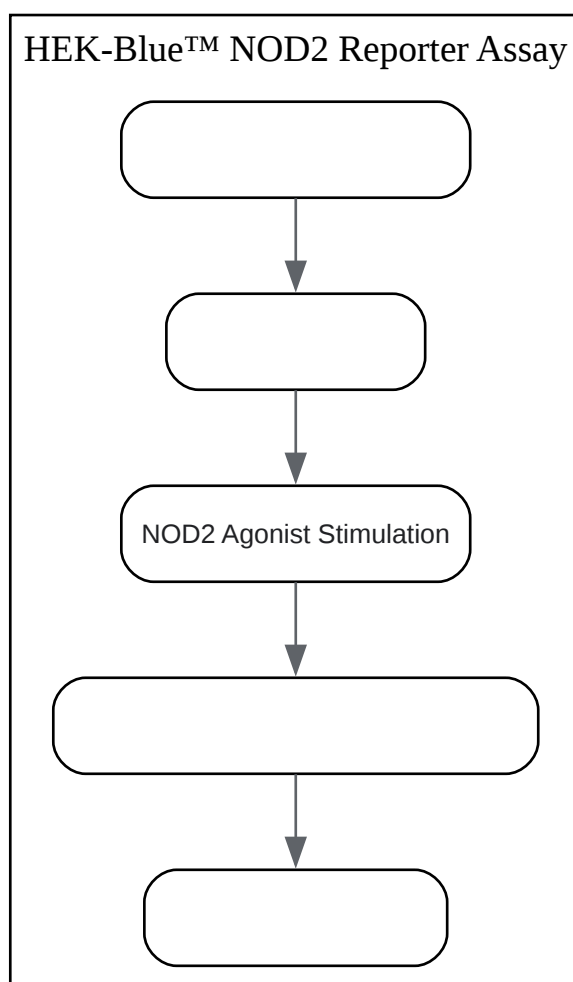 HEK-Blue™ NOD2 Reporter Assay
NOD2 Agonist Stimulation